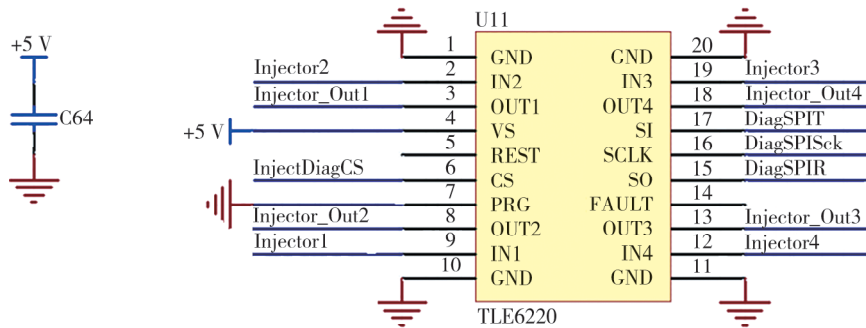 U11
+5 V
C64
1 GND GND 20
Injector2 2 IN2 IN3 19 Injector3
Injector_Out1 3 OUT1 OUT4 18 Injector_Out4
+5 V 4 VS SI 17 DiagSPIT
5 REST SCLK 16 DiagSPISck
InjectDiagCS 6 CS SO 15 DiagSPIR
7 PRG FAULT 14
Injector_Out2 8 OUT2 OUT3 13 Injector_Out3
Injector1 9 IN1 IN4 12 Injector4
10 GND GND 11
TLE6220